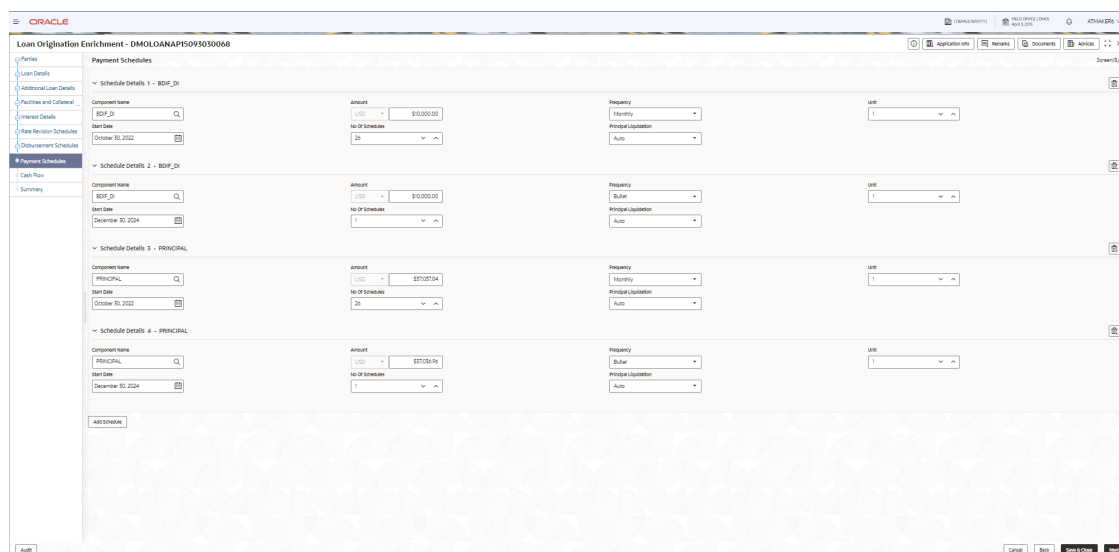 ORACLE
(DEFAULTENTITY)
FIELD OFFICE (DMO)
April 3, 2015
ATMAKER6
Loan Origination Enrichment - DMOLOANAP15093030068
Application Info
Remarks
Documents
Advices
Parties
Loan Details
Additional Loan Details
Facilities and Collateral ...
Interest Details
Rate Revision Schedules
Disbursement Schedules
Payment Schedules
Cash Flow
Summary
Payment Schedules
Schedule Details 1 - BDIF_DI
Component Name Amount Frequency Unit
BDIF_DI USD $10,000.00 Monthly 1
Start Date No Of Schedules Principal Liquidation
October 30, 2022 26 Auto
Schedule Details 2 - BDIF_DI
Component Name Amount Frequency Unit
BDIF_DI USD $10,000.00 Bullet 1
Start Date No Of Schedules Principal Liquidation
December 30, 2024 1 Auto
Schedule Details 3 - PRINCIPAL
Component Name Amount Frequency Unit
PRINCIPAL USD $37,037.04 Monthly 1
Start Date No Of Schedules Principal Liquidation
October 30, 2022 26 Auto
Schedule Details 4 - PRINCIPAL
Component Name Amount Frequency Unit
PRINCIPAL USD $37,036.96 Bullet 1
Start Date No Of Schedules Principal Liquidation
December 30, 2024 1 Auto
Add Schedule
Audit
Cancel
Back
Save & Close